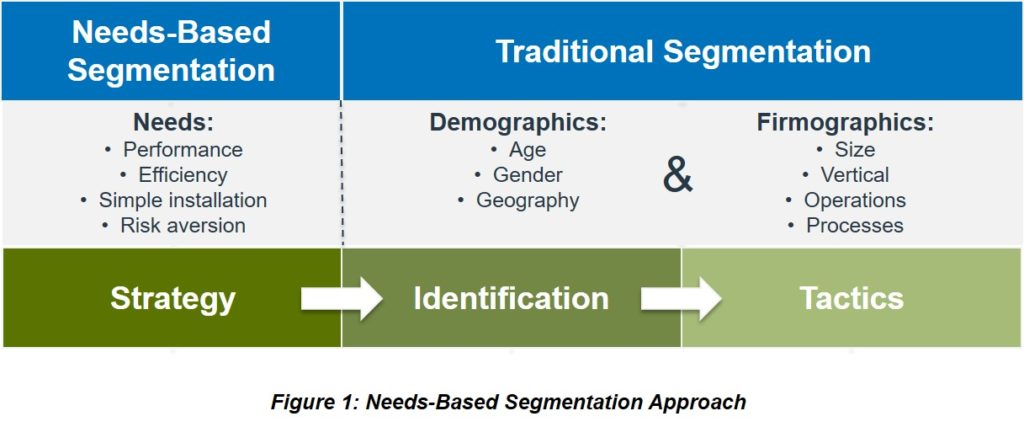 Needs-Based
Segmentation
Traditional Segmentation
Needs:
• Performance
• Efficiency
• Simple installation
• Risk aversion
Demographics:
• Age
• Gender
• Geography
&
Firmographics:
• Size
• Vertical
• Operations
• Processes
Strategy
Identification
Tactics
Figure 1: Needs-Based Segmentation Approach